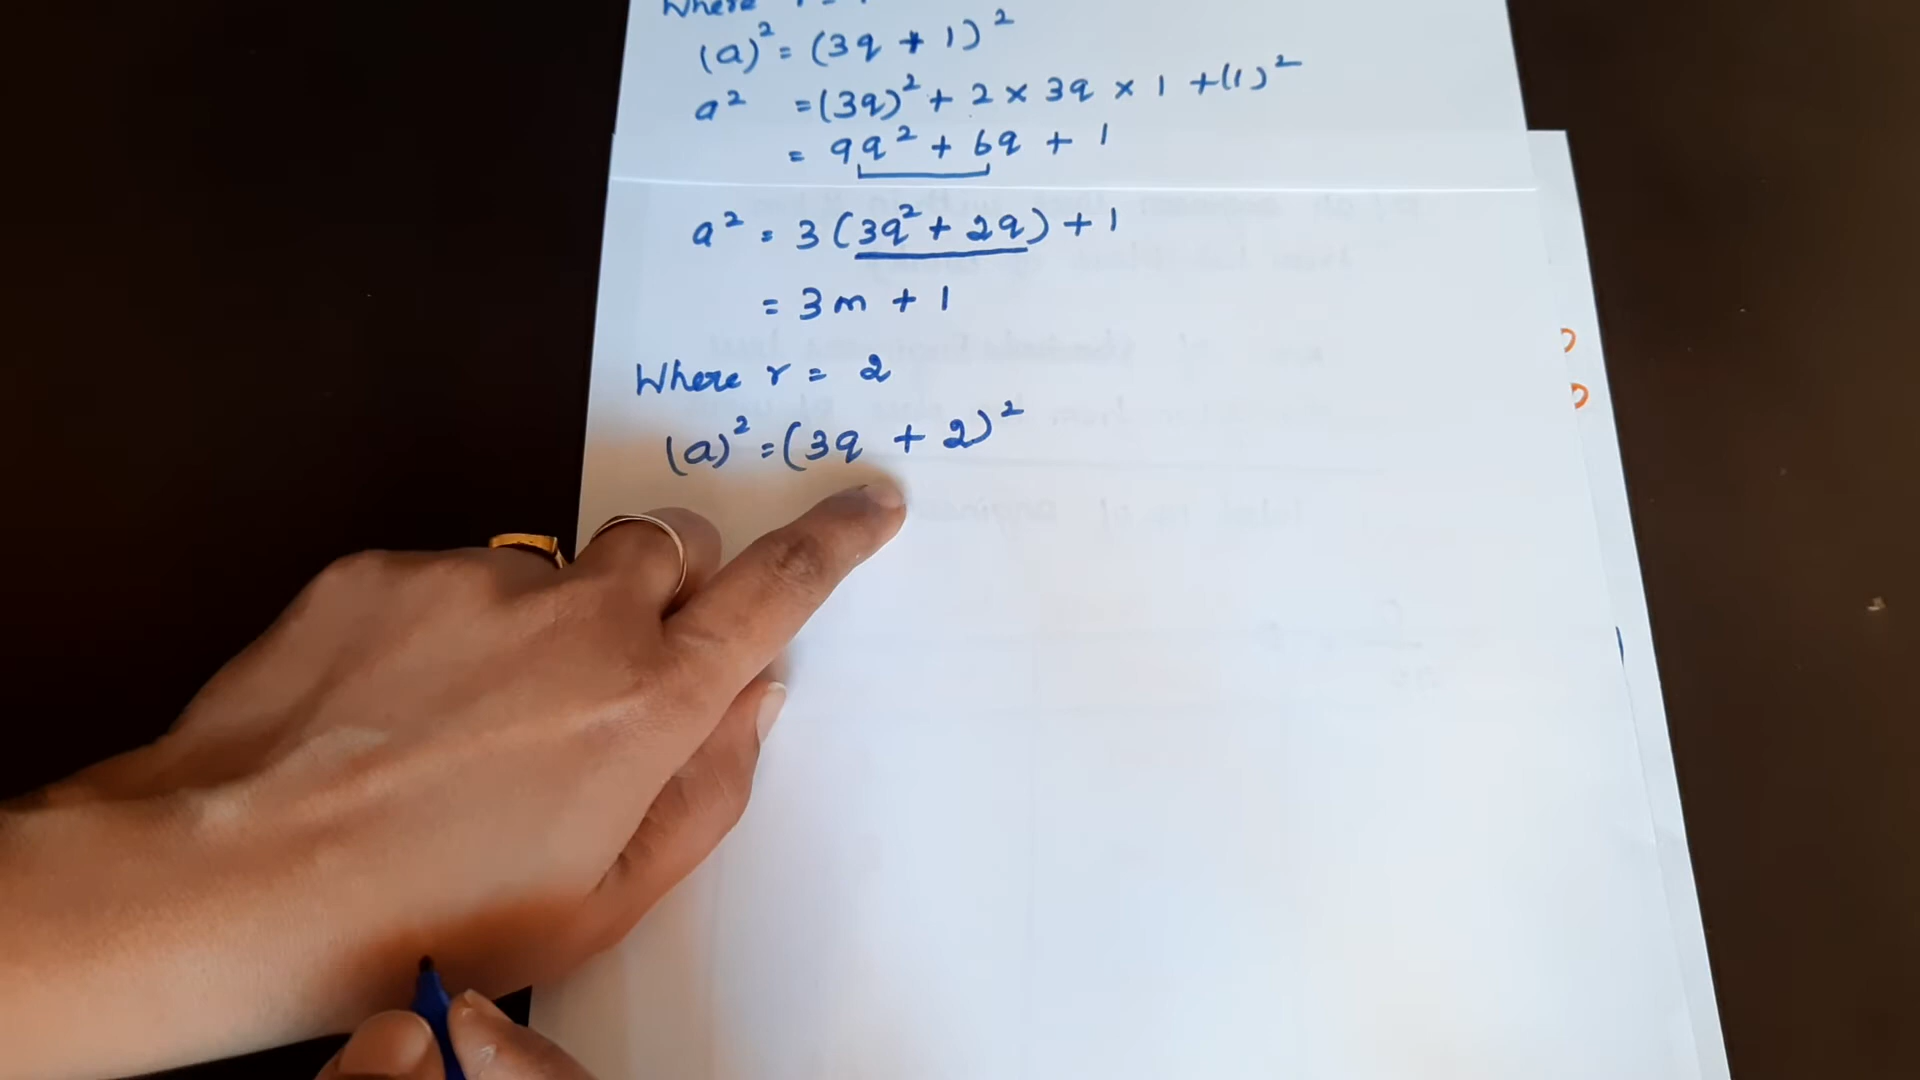 Where r =
(a)² = (3q + 1)²
a² = (3q)² + 2 × 3q × 1 + (1)²
= 9q² + 6q + 1
a² = 3 (3q² + 2q) + 1
= 3m + 1
Where r = 2
(a)² = (3q + 2)²